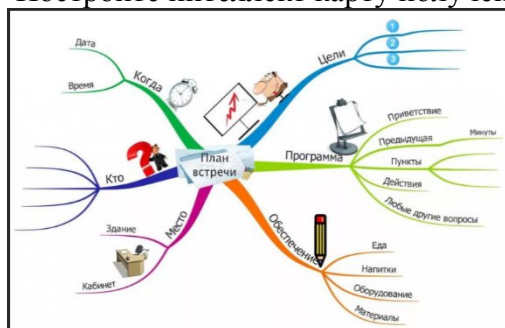 Дата
Время
Когда
Цели
1
2
3
Кто
План
встречи
Программа
Приветствие
Предыдущая
Минуты
Пункты
Действия
Любые другие вопросы
Место
Здание
Кабинет
Обеспечение
Еда
Напитки
Оборудование
Материалы